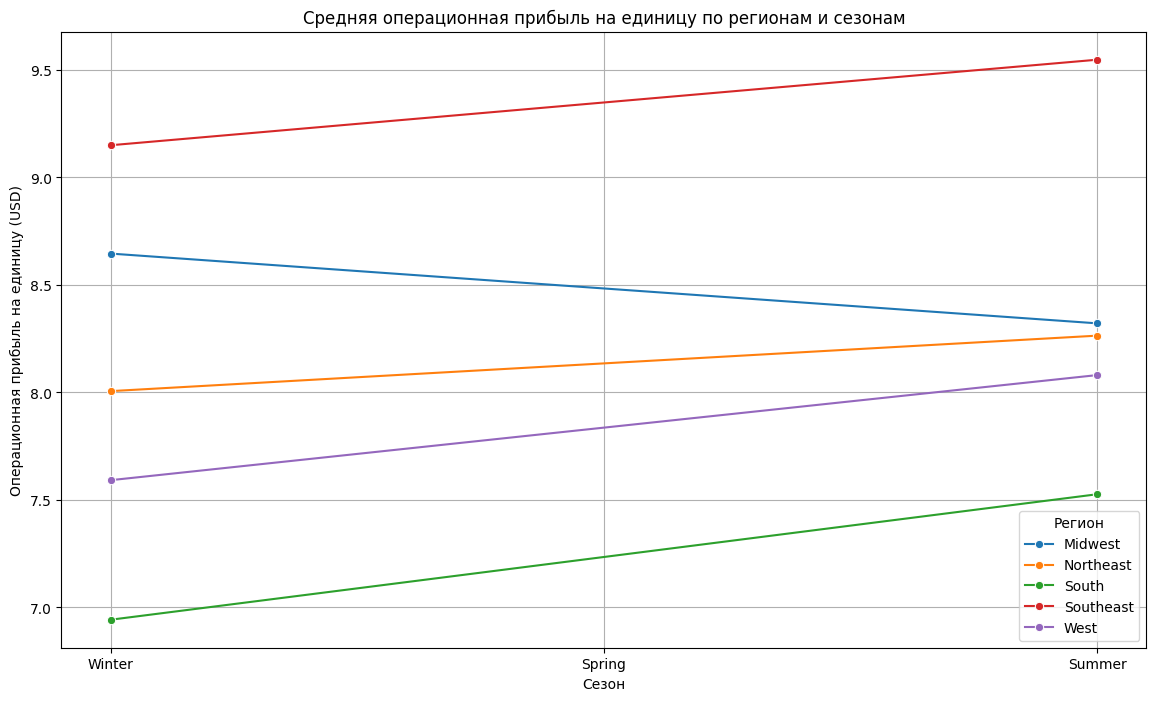 Средняя операционная прибыль на единицу по регионам и сезонам
Операционная прибыль на единицу (USD)
9.5
9.0
8.5
8.0
7.5
7.0
Winter
Spring
Summer
Сезон
Регион
Midwest
Northeast
South
Southeast
West